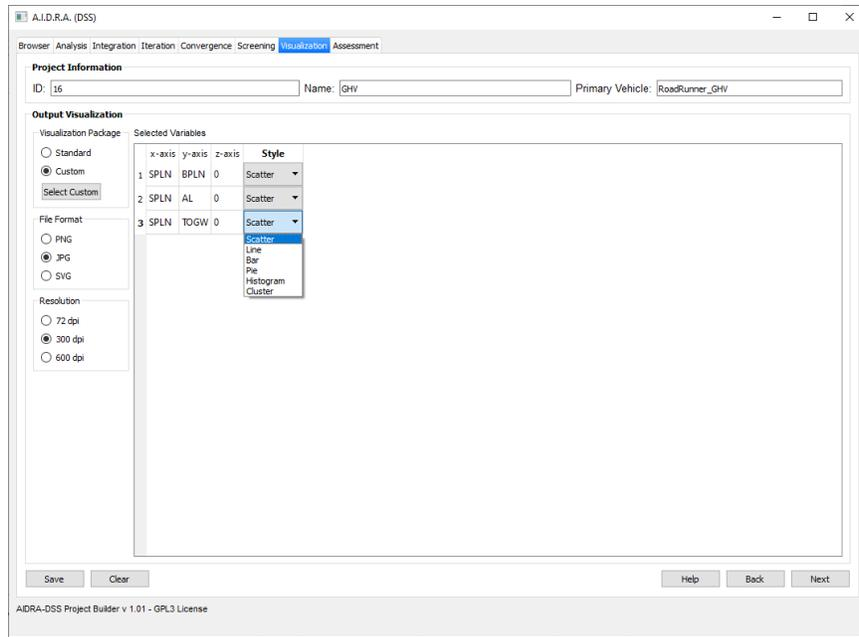 A.I.D.R.A. (DSS)
Browser Analysis Integration Iteration Convergence Screening Visualization Assessment
Project Information
ID: 16 Name: GHV Primary Vehicle: RoadRunner_GHV
Output Visualization
Visualization Package
Standard
Custom
Select Custom
File Format
PNG
JPG
SVG
Resolution
72 dpi
300 dpi
600 dpi
Selected Variables
x-axis y-axis z-axis Style
1 SPLN BPLN 0 Scatter
2 SPLN AL 0 Scatter
3 SPLN TOGW 0 Scatter
Scatter
Line
Bar
Pie
Histogram
Cluster
Save Clear Help Back Next
AIDRA-DSS Project Builder v 1.01 - GPL3 License